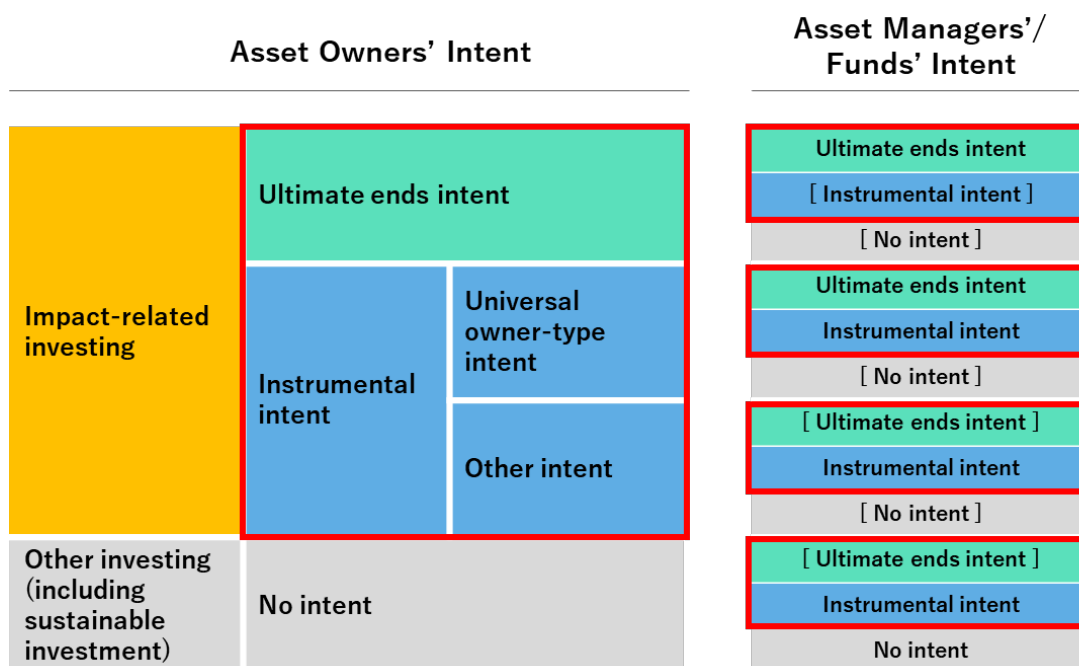 Asset Owners’ Intent
Asset Managers’/
Funds’ Intent
Impact-related
investing
Ultimate ends intent
Instrumental
intent
Universal
owner-type
intent
Other intent
Other investing
(including
sustainable
investment)
No intent
Ultimate ends intent
[ Instrumental intent ]
[ No intent ]
Ultimate ends intent
Instrumental intent
[ No intent ]
[ Ultimate ends intent ]
Instrumental intent
[ No intent ]
[ Ultimate ends intent ]
Instrumental intent
No intent